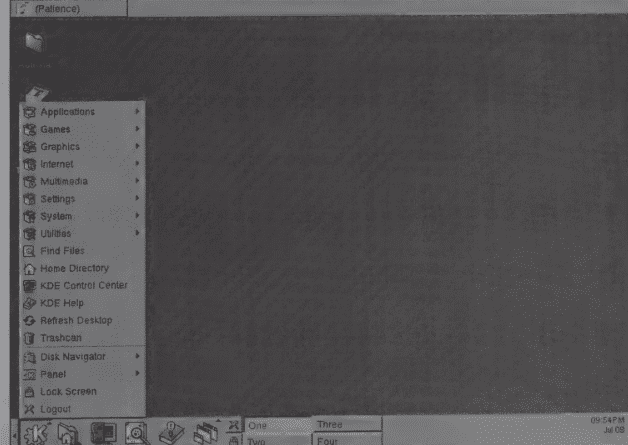 (Patience)
Applications
Games
Graphics
Internet
Multimedia
Settings
System
Utilities
Find Files
Home Directory
KDE Control Center
KDE Help
Refresh Desktop
Trashcan
Disk Navigator
Panel
Lock Screen
Logout
One Three 09:54PM
Two Four Jul 09